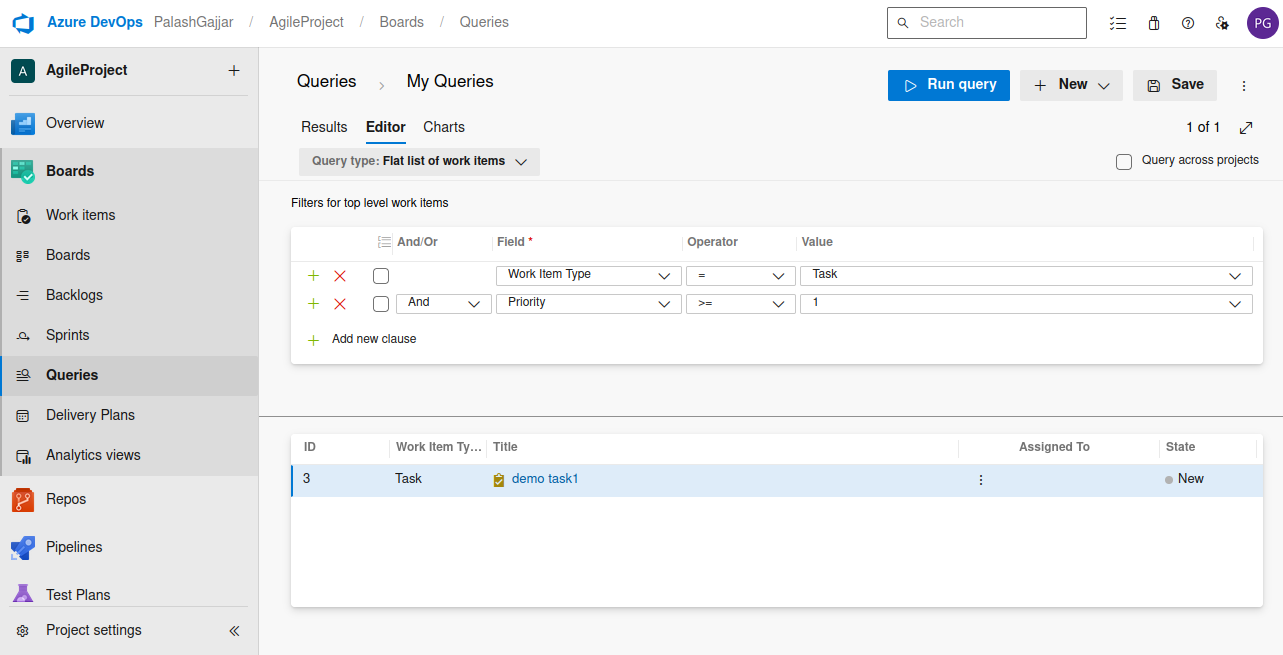 Azure DevOps PalashGajjar / AgileProject / Boards / Queries
Search
PG
A AgileProject
Overview
Boards
Work items
Boards
Backlogs
Sprints
Queries
Delivery Plans
Analytics views
Repos
Pipelines
Test Plans
Project settings
Queries > My Queries
Run query
New
Save
Results Editor Charts
1 of 1
Query type: Flat list of work items
Query across projects
Filters for top level work items
And/Or Field * Operator Value
Work Item Type = Task
And Priority >= 1
Add new clause
ID Work Item Ty... Title Assigned To State
3 Task demo task1 New